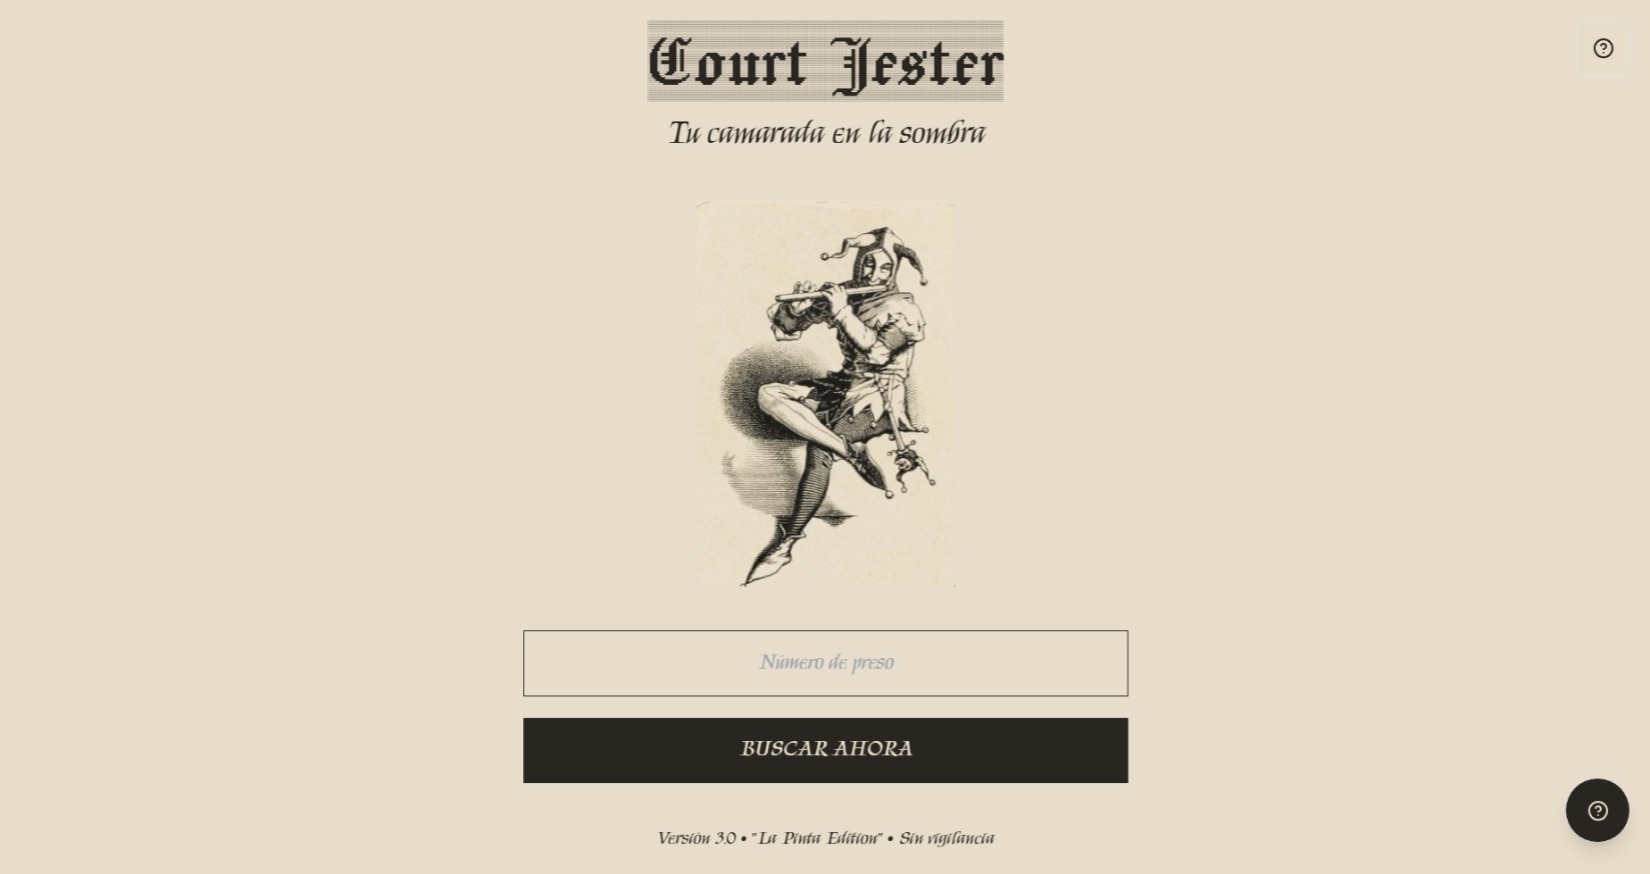 Court Jester
Tu camarada en la sombra
Número de preso
BUSCAR AHORA
Versión 3.0 • "La Pinta Edition" • Sin vigilancia